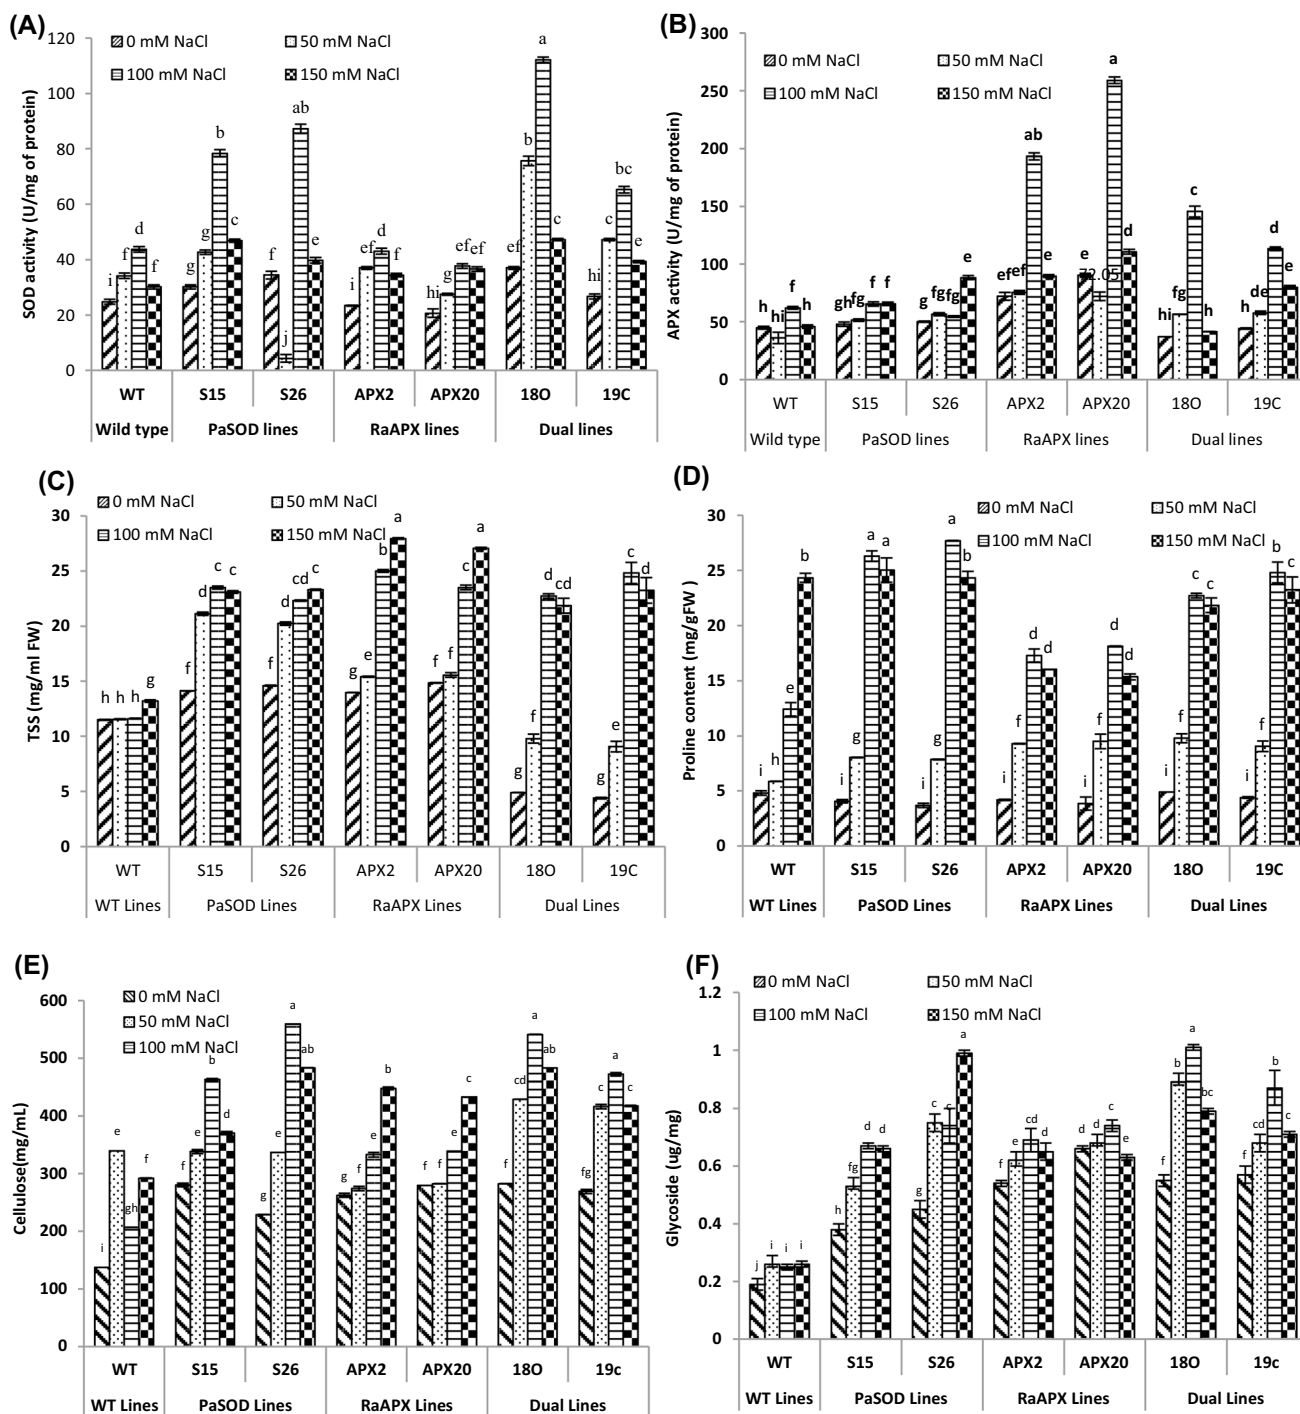 (A)
120
100
80
60
40
20
0
SOD activity (U/mg of protein)
0 mM NaCl
50 mM NaCl
100 mM NaCl
150 mM NaCl
i f d f
g g b c
f j ab e
i ef d f
hi g ef ef
ef b a c
hi c bc e
WT S15 S26 APX2 APX20 18O 19C
Wild type PaSOD lines RaAPX lines Dual lines
(B)
300
250
200
150
100
50
0
APX activity (U/mg of protein)
0 mM NaCl
50 mM NaCl
100 mM NaCl
150 mM NaCl
h hi f h
gh fg f f
g fg fg e
ef ef ab e
e 72.05 a d
hi fg c h
h de c e
WT S15 S26 APX2 APX20 18O 19C
Wild type PaSOD lines RaAPX lines Dual lines
(C)
30
25
20
15
10
5
0
TSS (mg/ml FW)
0 mM NaCl
50 mM NaCl
100 mM NaCl
150 mM NaCl
h h h g
f d c c
f d cd c
g e b a
f f c a
g f d cd
g e c d
WT S15 S26 APX2 APX20 18O 19C
WT Lines PaSOD Lines RaAPX Lines Dual Lines
(D)
30
25
20
15
10
5
0
Proline content (mg/gFW )
0 mM NaCl
50 mM NaCl
100 mM NaCl
150 mM NaCl
i h e b
i g a a
i g a b
i f d d
i f d d
i f c c
i f b c
WT S15 S26 APX2 APX20 18O 19C
WT Lines PaSOD Lines RaAPX Lines Dual Lines
(E)
600
500
400
300
200
100
0
Cellulose(mg/mL)
0 mM NaCl
50 mM NaCl
100 mM NaCl
i e gh f
f e b d
g e a ab
g f e b
f f e c
f cd a ab
fg c a c
WT S15 S26 APX2 APX20 18O 19c
WT Lines PaSOD Lines RaAPX Lines Dual Lines
(F)
1.2
1
0.8
0.6
0.4
0.2
0
Glycoside (ug/mg)
0 mM NaCl
50 mM NaCl
100 mM NaCl
150 mM NaCl
j i i i
h fg d d
g c c a
f e cd d
d d c e
f b a bc
f cd b c
WT S15 S26 APX2 APX20 18O 19c
WT Lines PaSOD Lines RaAPX Lines Dual Lines